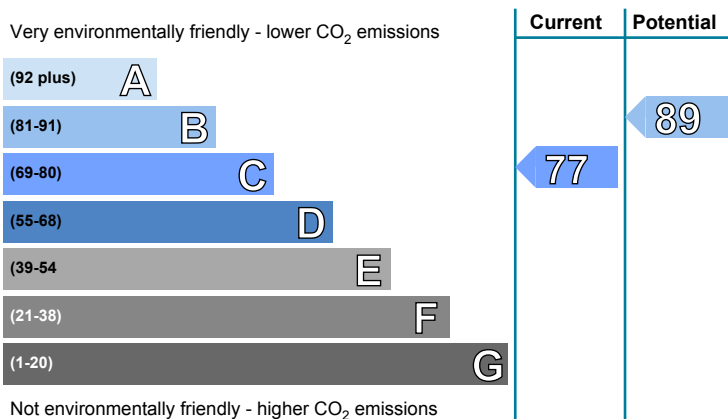 Very environmentally friendly - lower CO2 emissions
Current
Potential
(92 plus) A
(81-91) B
89
(69-80) C
77
(55-68) D
(39-54 E
(21-38) F
(1-20) G
Not environmentally friendly - higher CO2 emissions